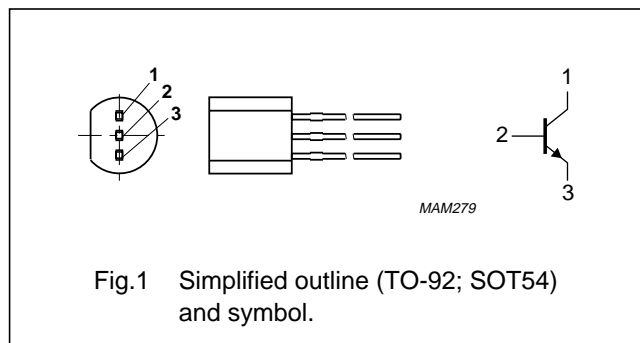 1
2
3
1
2
3
MAM279
Fig.1 Simplified outline (TO-92; SOT54)
and symbol.